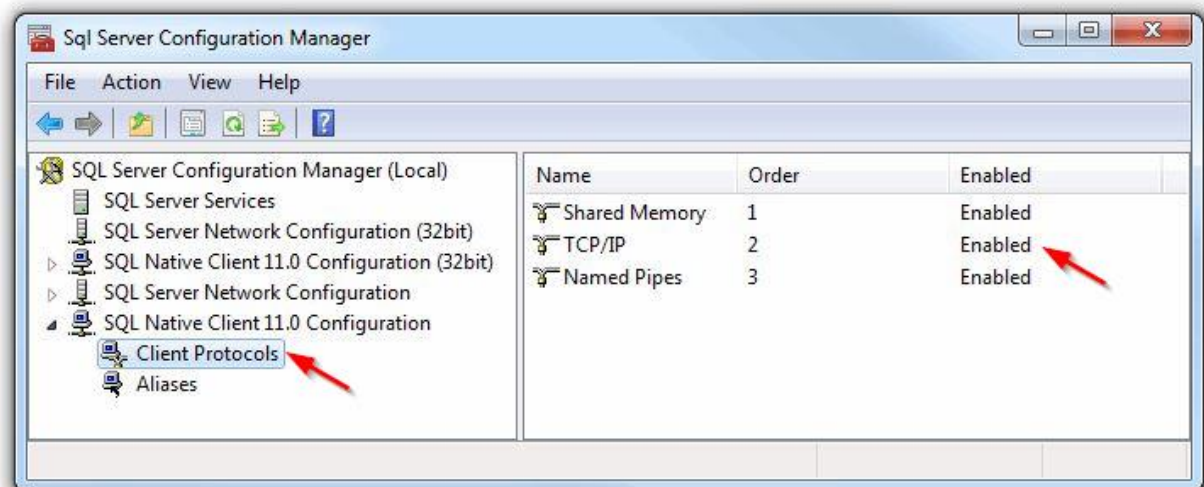 Sql Server Configuration Manager
File Action View Help
SQL Server Configuration Manager (Local)
SQL Server Services
SQL Server Network Configuration (32bit)
SQL Native Client 11.0 Configuration (32bit)
SQL Server Network Configuration
SQL Native Client 11.0 Configuration
Client Protocols
Aliases
Name Order Enabled
Shared Memory 1 Enabled
TCP/IP 2 Enabled
Named Pipes 3 Enabled